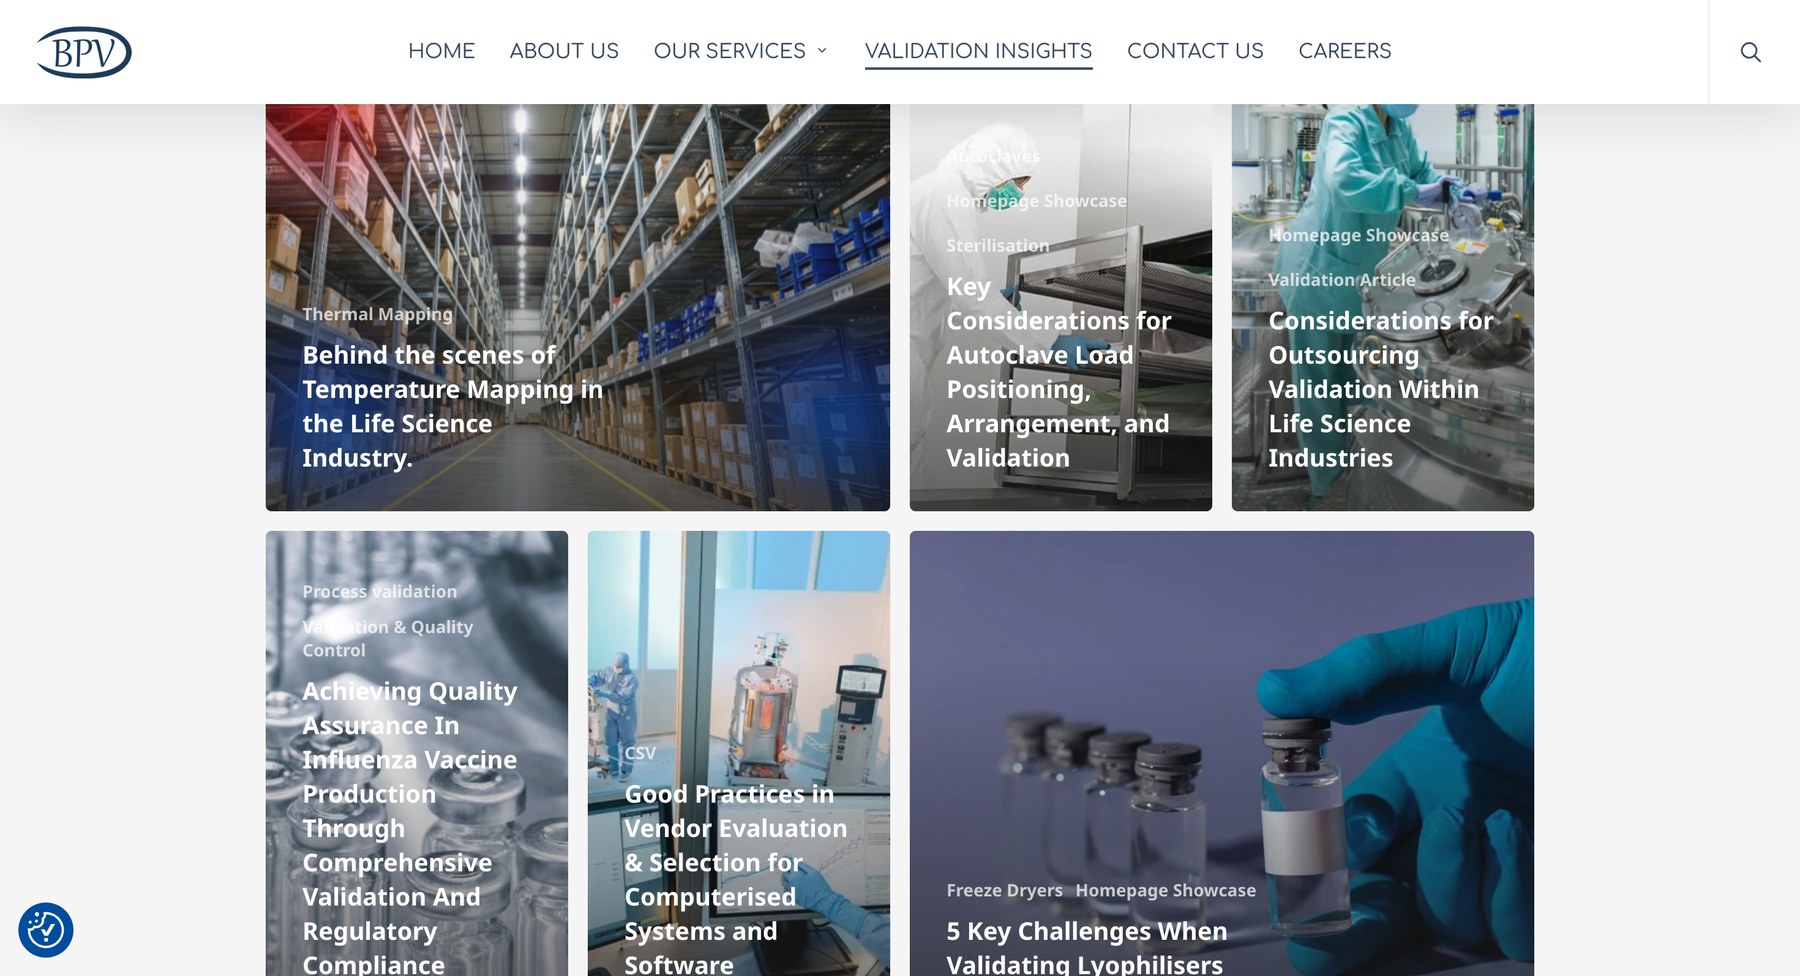 BPV
HOME
ABOUT US
OUR SERVICES
VALIDATION INSIGHTS
CONTACT US
CAREERS
Thermal Mapping
Behind the scenes of
Temperature Mapping in
the Life Science
Industry.
Autoclaves
Homepage Showcase
Sterilisation
Key
Considerations for
Autoclave Load
Positioning,
Arrangement, and
Validation
Homepage Showcase
Validation Article
Considerations for
Outsourcing
Validation Within
Life Science
Industries
Process Validation
Validation & Quality
Control
Achieving Quality
Assurance In
Influenza Vaccine
Production
Through
Comprehensive
Validation And
Regulatory
Compliance
CSV
Good Practices in
Vendor Evaluation
& Selection for
Computerised
Systems and
Software
Freeze Dryers Homepage Showcase
5 Key Challenges When
Validating Lyophilisers